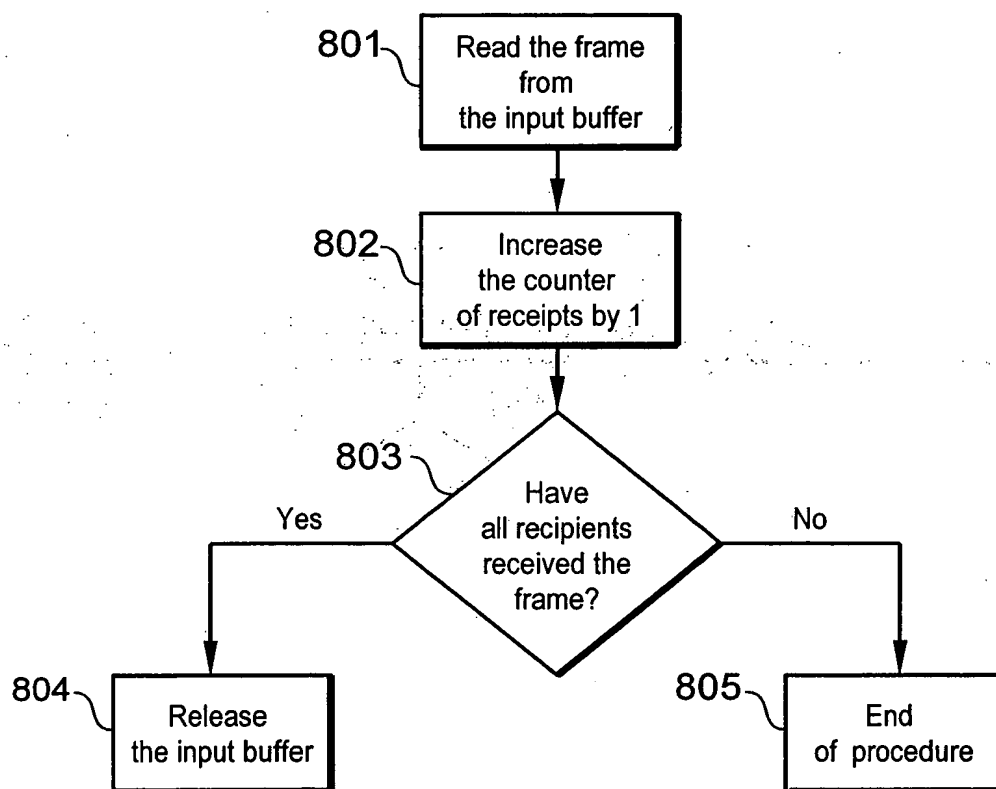 801
Read the frame
from
the input buffer
802
Increase
the counter
of receipts by 1
803
Have
all recipients
received the
frame?
Yes
No
804
Release
the input buffer
805
End
of procedure